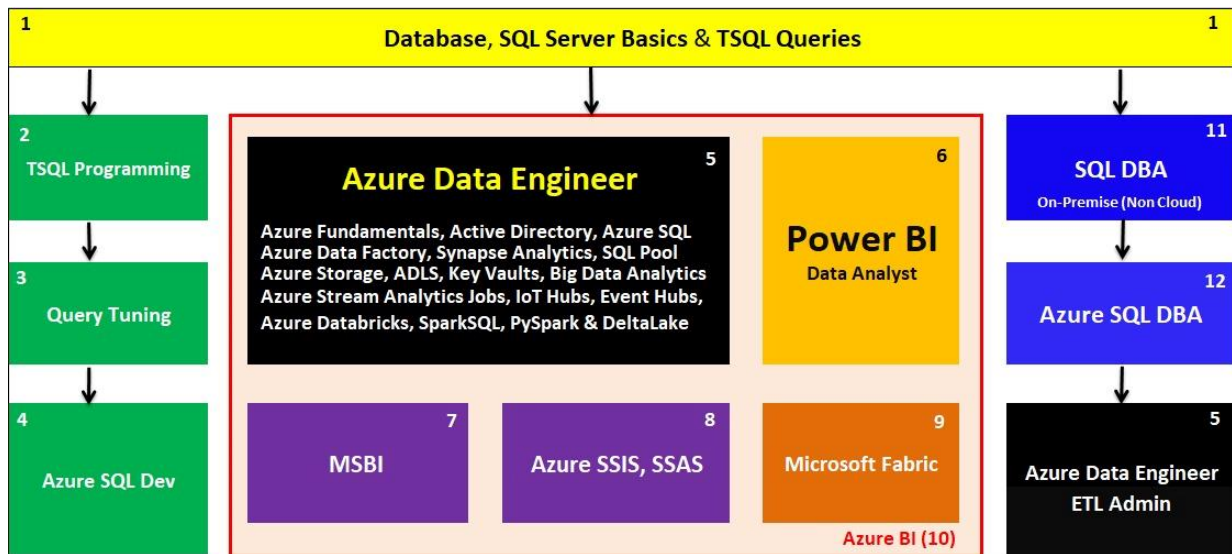 1
Database, SQL Server Basics & TSQL Queries
1
2
TSQL Programming
3
Query Tuning
4
Azure SQL Dev
5
Azure Data Engineer
Azure Fundamentals, Active Directory, Azure SQL
Azure Data Factory, Synapse Analytics, SQL Pool
Azure Storage, ADLS, Key Vaults, Big Data Analytics
Azure Stream Analytics Jobs, IoT Hubs, Event Hubs,
Azure Databricks, SparkSQL, PySpark & DeltaLake
6
Power BI
Data Analyst
7
MSBI
8
Azure SSIS, SSAS
9
Microsoft Fabric
Azure BI (10)
11
SQL DBA
On-Premise (Non Cloud)
12
Azure SQL DBA
5
Azure Data Engineer
ETL Admin